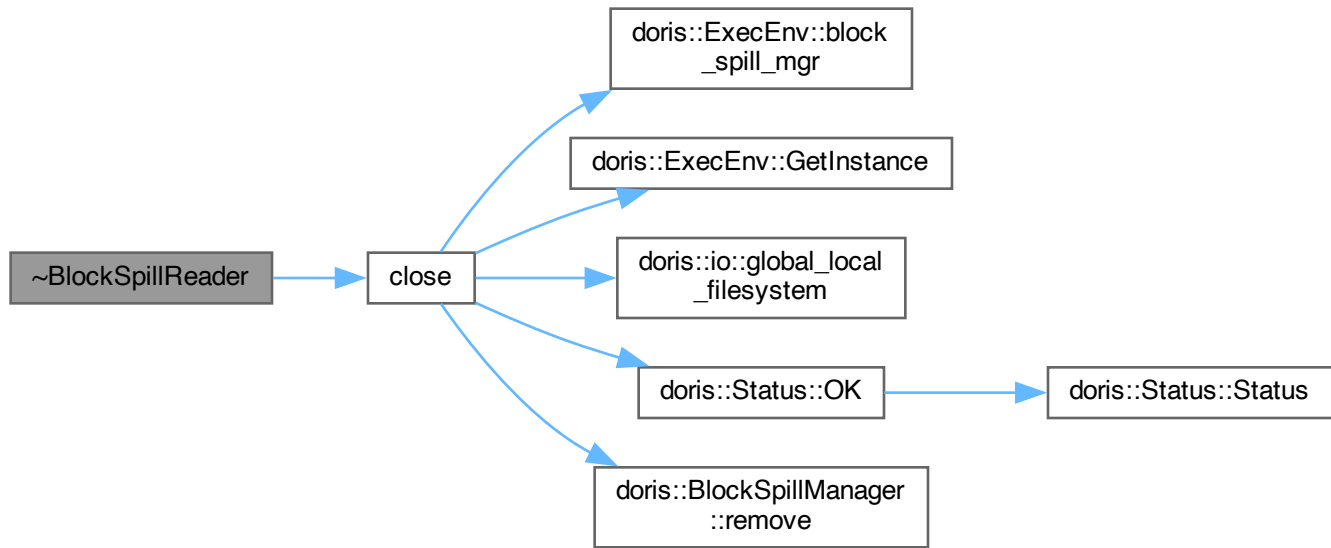 doris::ExecEnv::block
_spill_mgr
doris::ExecEnv::GetInstance
~BlockSpillReader
close
doris::io::global_local
_filesystem
doris::Status::OK
doris::Status::Status
doris::BlockSpillManager
::remove